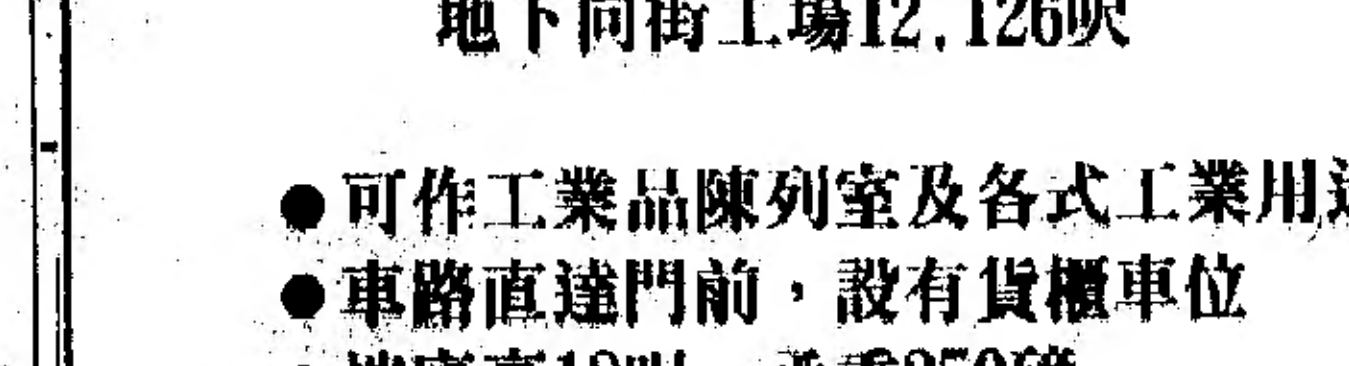 地下向街工場12,126呎
●可作工業品陳列室及各式工業用途
●車路直達門前，設有貨櫃車位